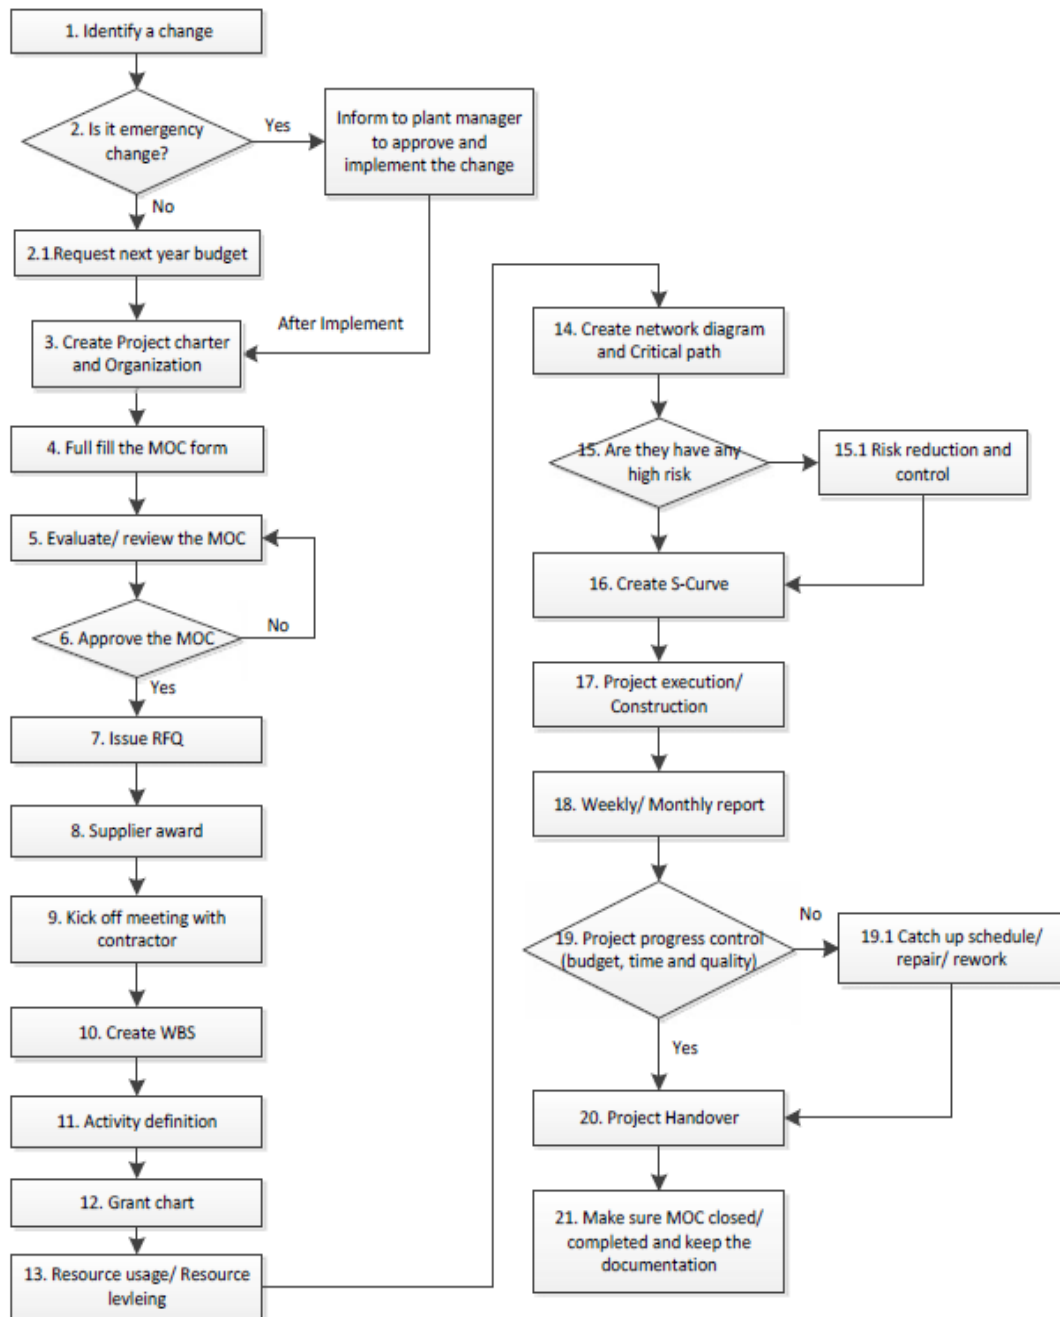 1. Identify a change
2. Is it emergency
change?
Yes
Inform to plant manager
to approve and
implement the change
No
2.1.Request next year budget
After Implement
3. Create Project charter
and Organization
4. Full fill the MOC form
5. Evaluate/ review the MOC
6. Approve the MOC
No
Yes
7. Issue RFQ
8. Supplier award
9. Kick off meeting with
contractor
10. Create WBS
11. Activity definition
12. Grant chart
13. Resource usage/ Resource
levleing
14. Create network diagram
and Critical path
15. Are they have any
high risk
15.1 Risk reduction and
control
16. Create S-Curve
17. Project execution/
Construction
18. Weekly/ Monthly report
19. Project progress control
(budget, time and quality)
No
19.1 Catch up schedule/
repair/ rework
Yes
20. Project Handover
21. Make sure MOC closed/
completed and keep the
documentation